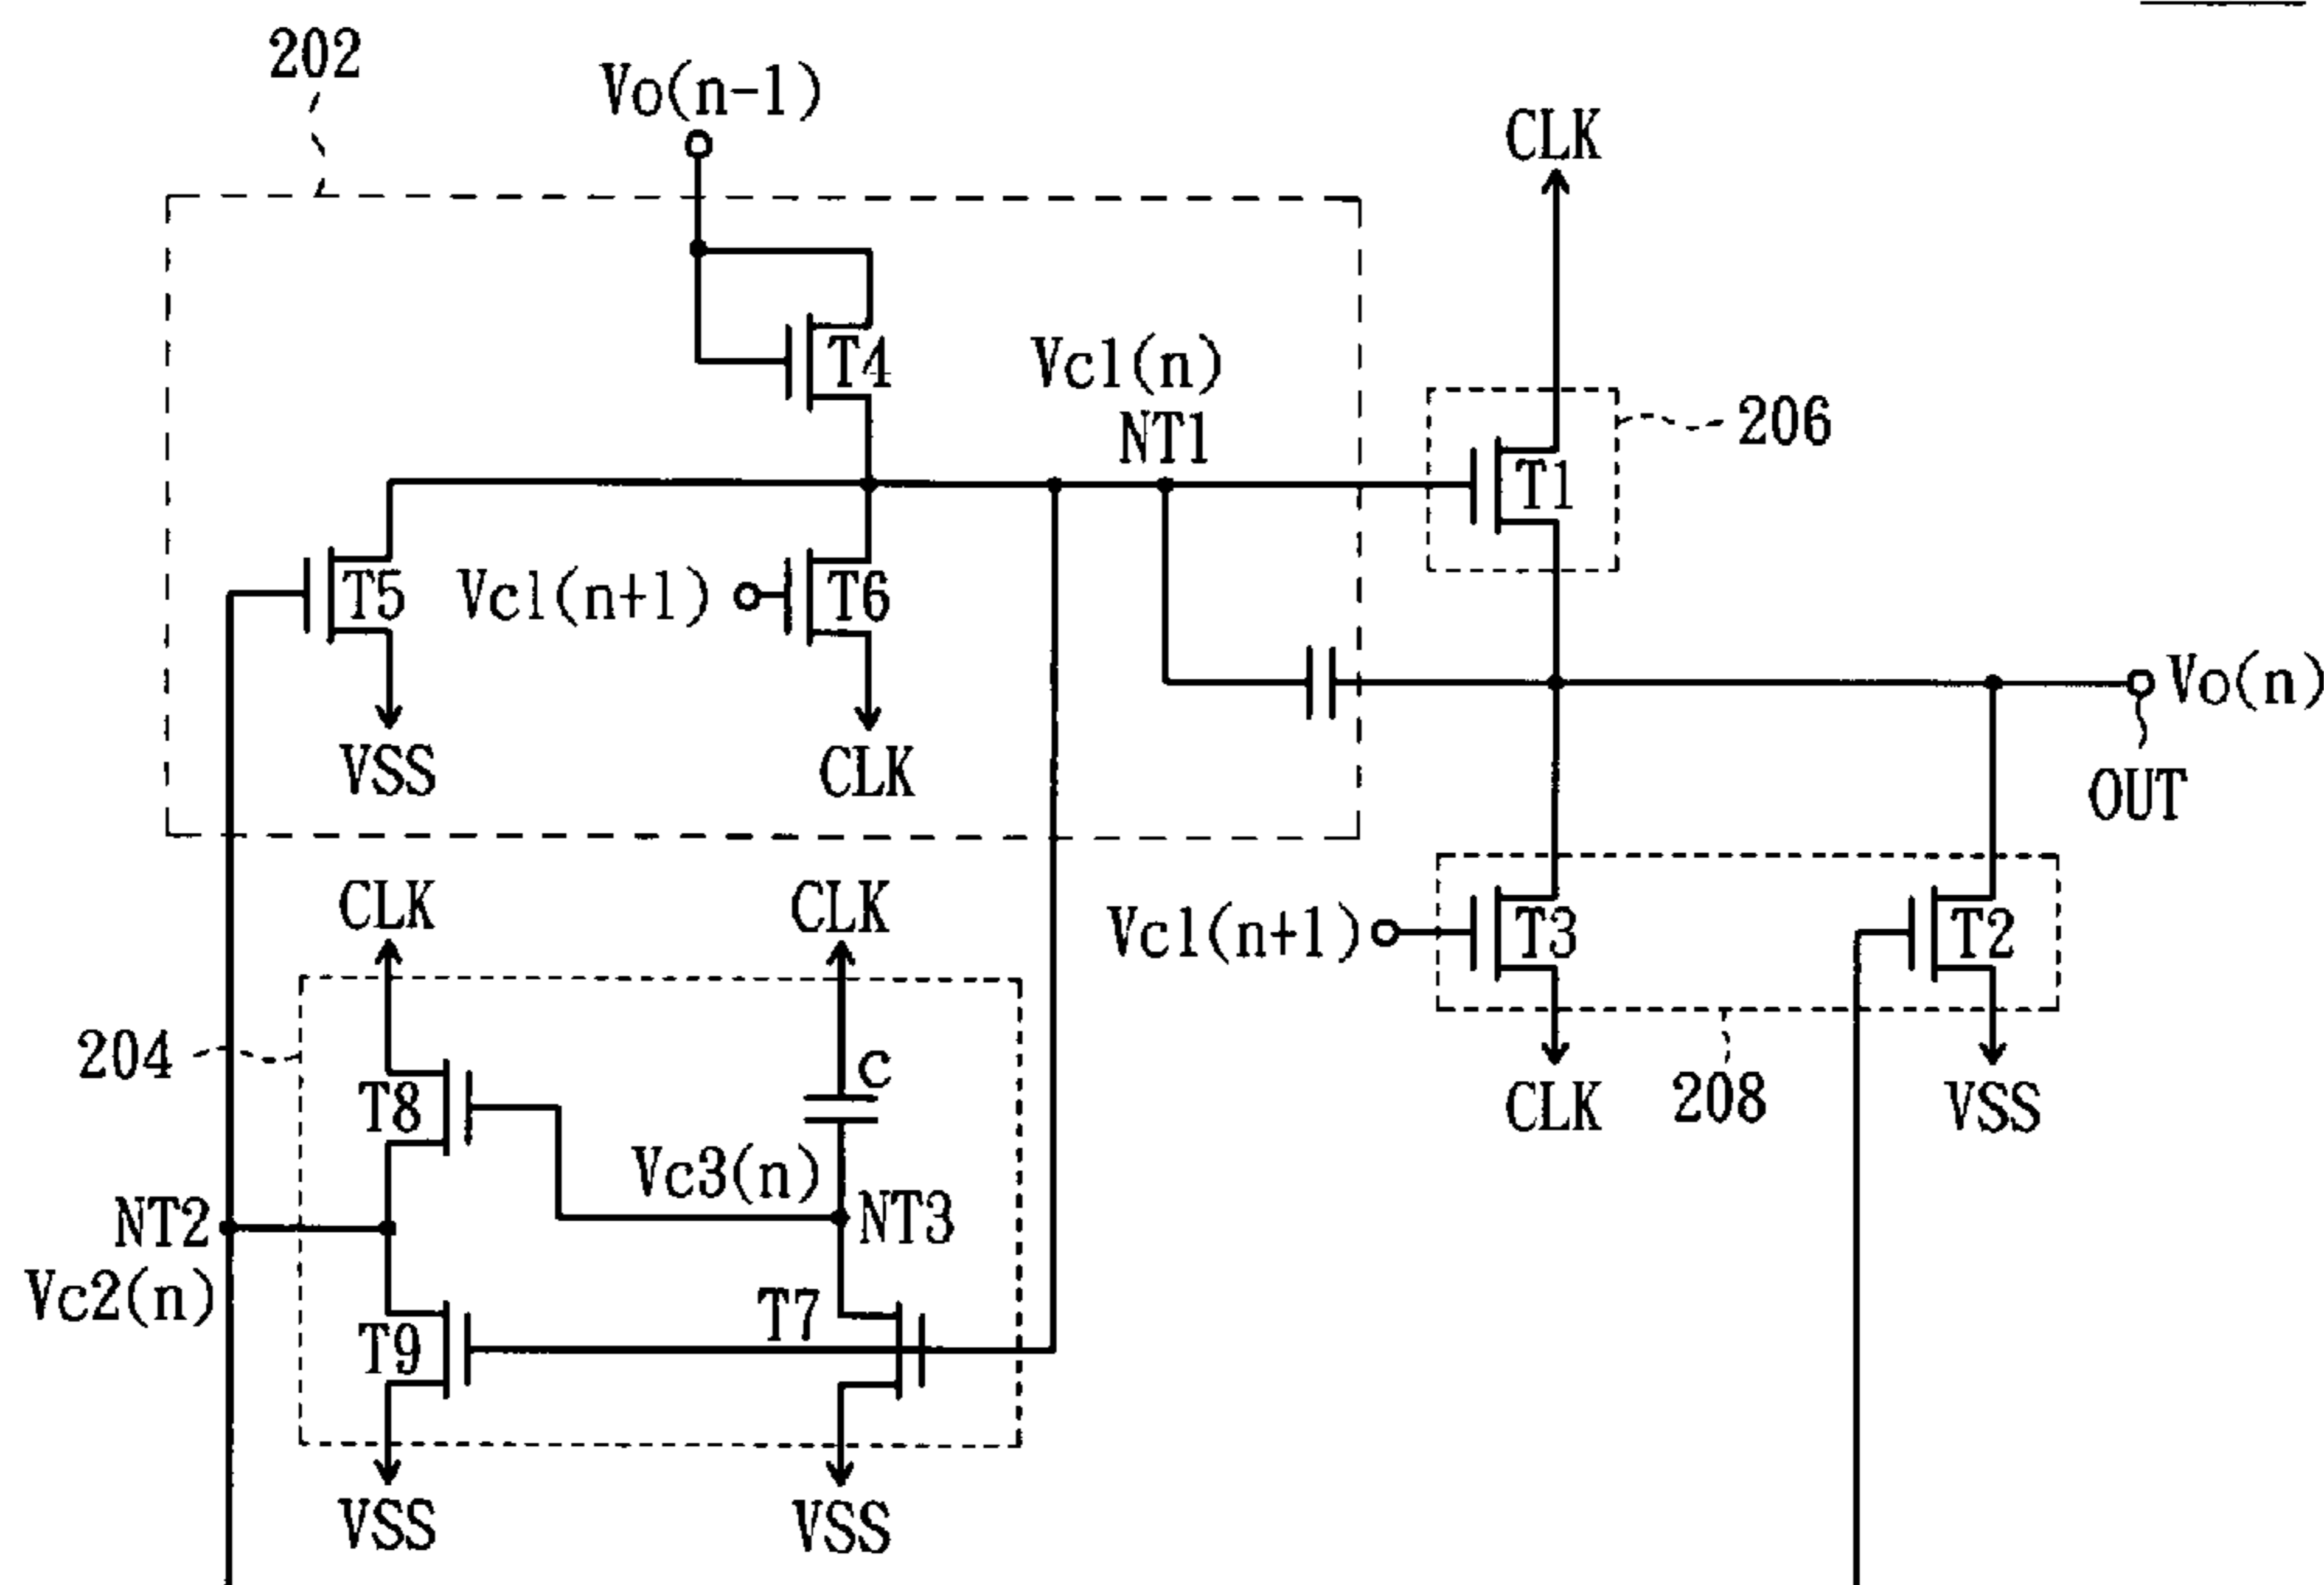 202
Vo(n-1)
CLK
T4
Vc1(n)
NT1
206
T1
T5
Vc1(n+1)
T6
Vo(n)
VSS
CLK
OUT
CLK
CLK
Vc1(n+1)
T3
T2
204
C
T8
CLK
208
VSS
Vc3(n)
NT2
NT3
Vc2(n)
T7
T9
VSS
VSS